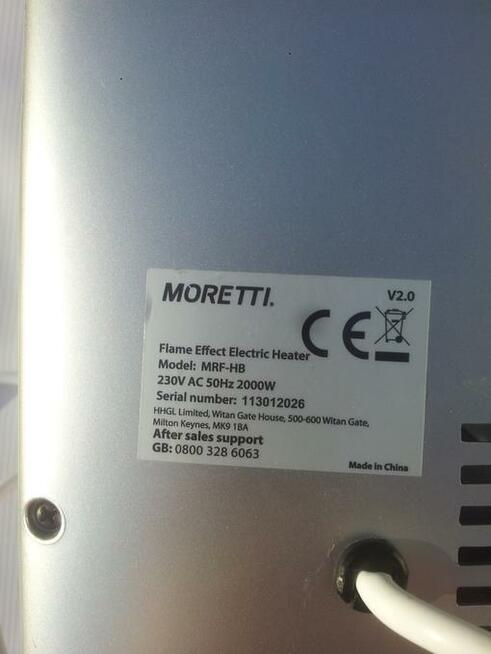 MORETTI.
V2.0
CE
Flame Effect Electric Heater
Model: MRF-HB
230V AC 50Hz 2000W
Serial number: 113012026
HHGL Limited, Witan Gate House, 500-600 Witan Gate,
Milton Keynes, MK9 1BA
After sales support
GB: 0800 328 6063
Made in China